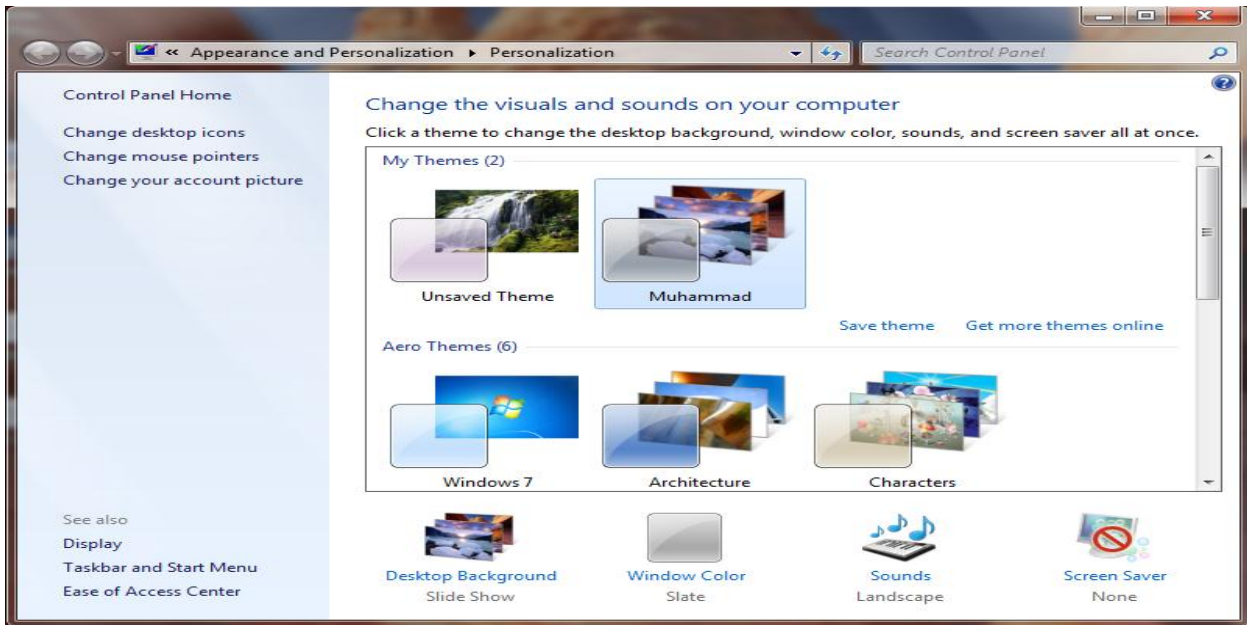 « Appearance and Personalization ▸ Personalization
Search Control Panel
Control Panel Home
Change desktop icons
Change mouse pointers
Change your account picture
See also
Display
Taskbar and Start Menu
Ease of Access Center
Change the visuals and sounds on your computer
Click a theme to change the desktop background, window color, sounds, and screen saver all at once.
My Themes (2)
Unsaved Theme Muhammad
Save theme Get more themes online
Aero Themes (6)
Windows 7 Architecture Characters
Desktop Background Window Color Sounds Screen Saver
Slide Show Slate Landscape None